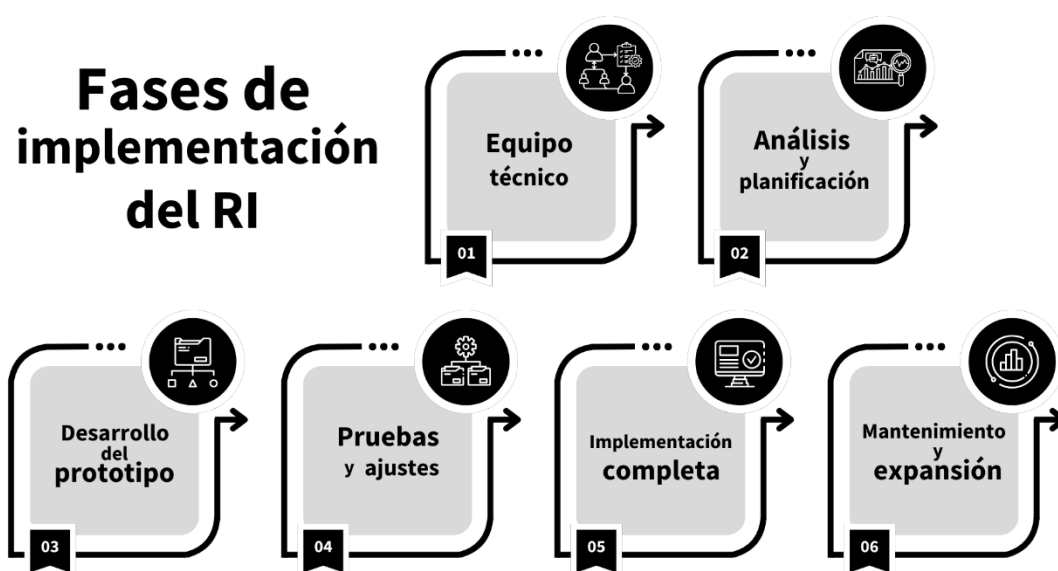 Fases de
implementación
del RI
Equipo
técnico
01
Análisis
y
planificación
02
Desarrollo
del
prototipo
03
Pruebas
y ajustes
04
Implementación
completa
05
Mantenimiento
y
expansión
06